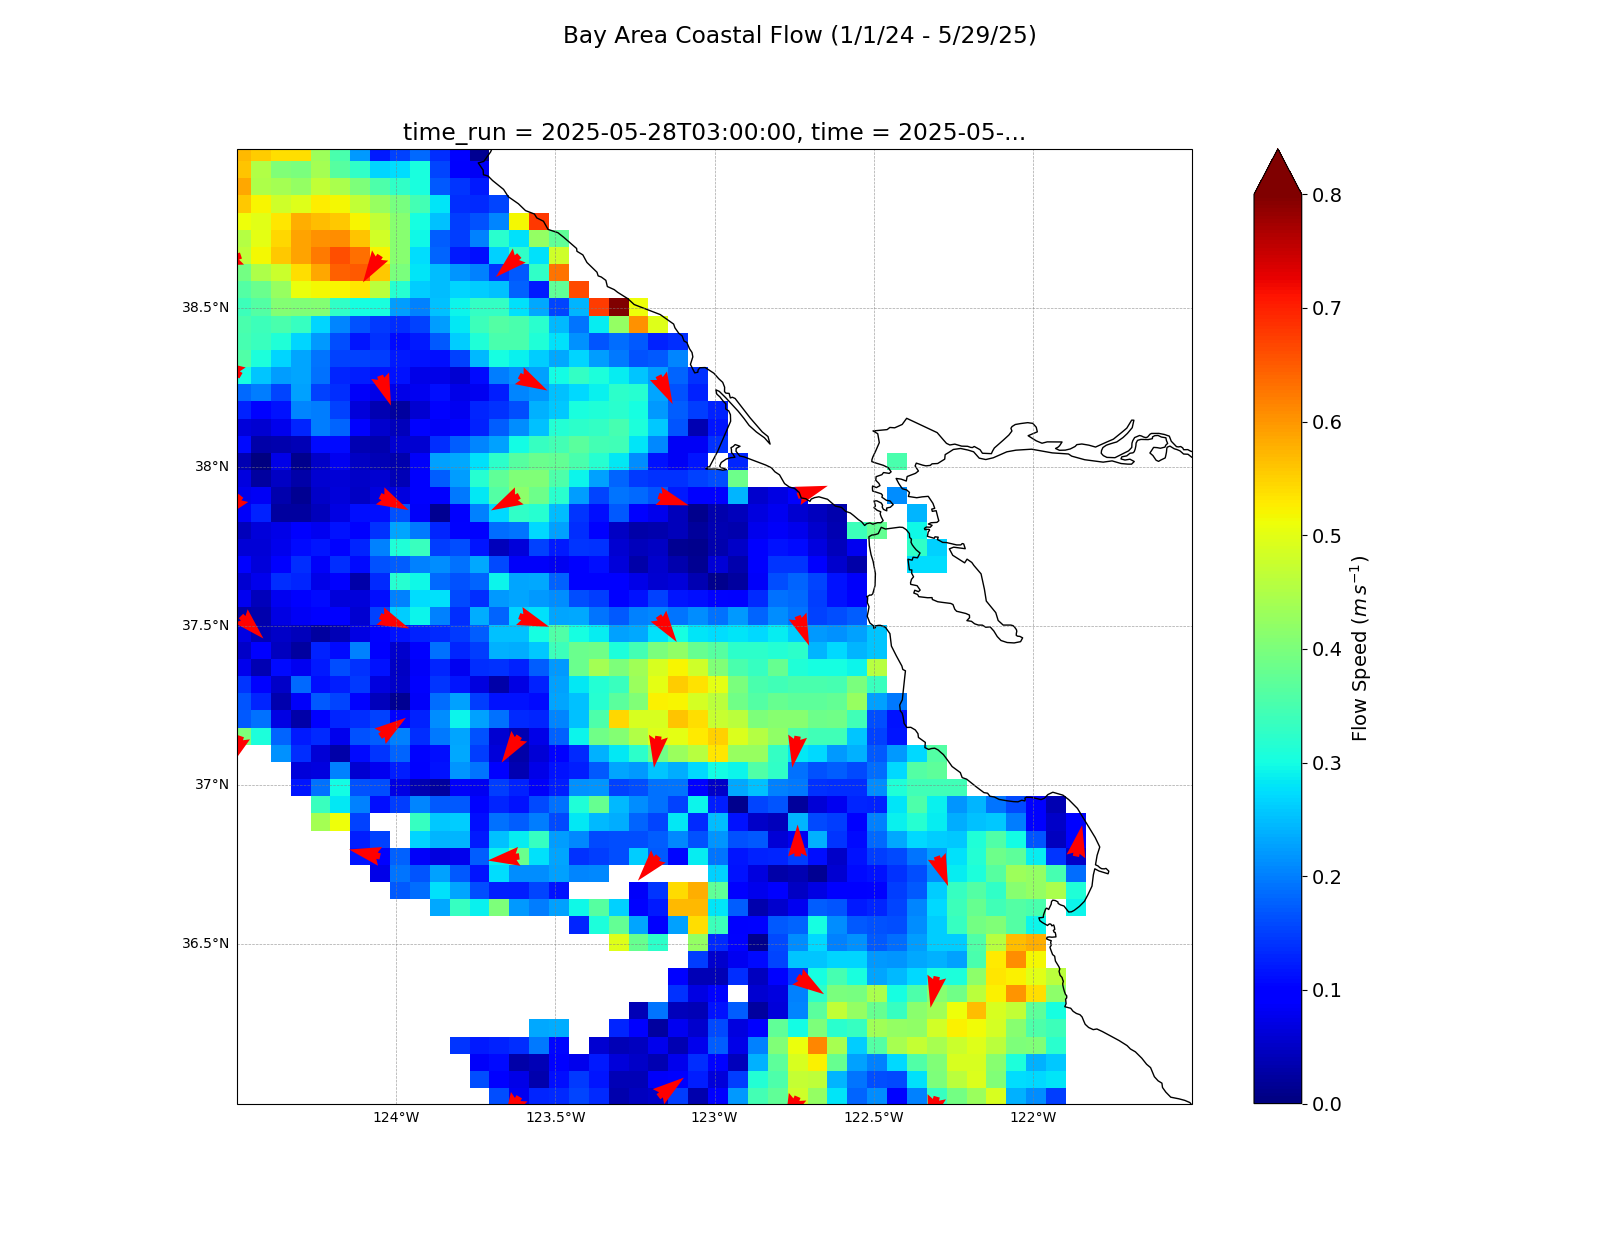 Bay Area Coastal Flow (1/1/24 - 5/29/25)
time_run = 2025-05-28T03:00:00, time = 2025-05-...
38.5°N
38°N
37.5°N
37°N
36.5°N
124°W 123.5°W 123°W 122.5°W 122°W
0.8
0.7
0.6
0.5
0.4
0.3
0.2
0.1
0.0
Flow Speed (m s⁻¹)